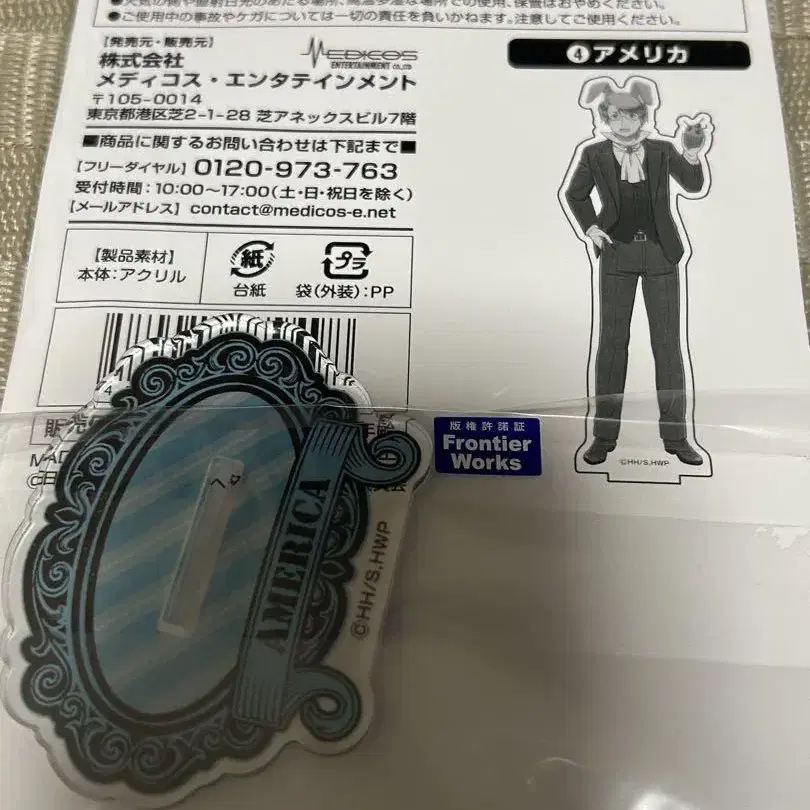 ●ご使用中の事故やケガについては一切の責任を負いかねます。注意してご使用ください。
【発売元・販売元】
株式会社
メディコス・エンタテインメント
MEDICOS
ENTERTAINMENT CO.,LTD
〒105-0014
東京都港区芝2-1-28 芝アネックスビル7階
■商品に関するお問い合わせは下記まで■
【フリーダイヤル】 0120-973-763
受付時間：10:00〜17:00(土・日・祝日を除く)
【メールアドレス】 contact@medicos-e.net
【製品素材】
本体：アクリル
紙
台紙
プラ
袋(外装)：PP
❹アメリカ
©HH/S.HWP
版権許諾証
Frontier
Works
AMERICA
©HH/S.HWP